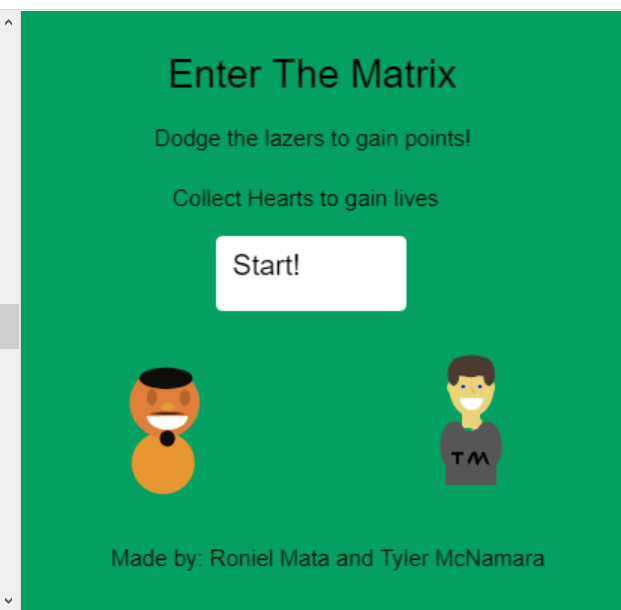 Enter The Matrix
Dodge the lazers to gain points!
Collect Hearts to gain lives
Start!
TM
Made by: Roniel Mata and Tyler McNamara